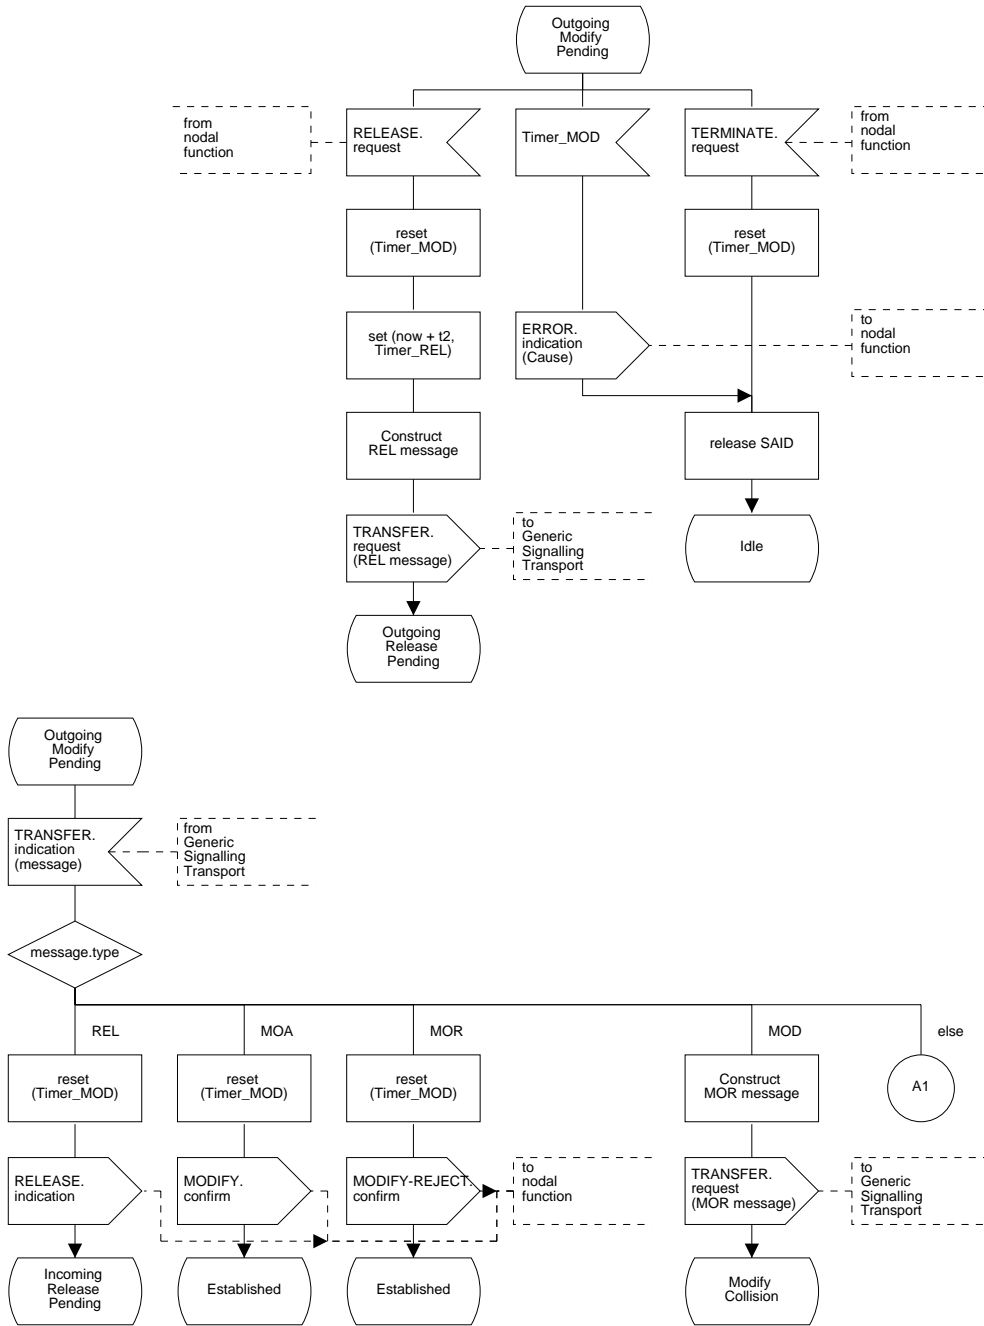 Outgoing
Modify
Pending
from
nodal
function
RELEASE.
request
Timer_MOD
TERMINATE.
request
from
nodal
function
reset
(Timer_MOD)
reset
(Timer_MOD)
set (now + t2,
Timer_REL)
ERROR.
indication
(Cause)
to
nodal
function
Construct
REL message
release SAID
TRANSFER.
request
(REL message)
to
Generic
Signalling
Transport
Idle
Outgoing
Release
Pending
Outgoing
Modify
Pending
TRANSFER.
indication
(message)
from
Generic
Signalling
Transport
message.type
REL
MOA
MOR
MOD
else
reset
(Timer_MOD)
reset
(Timer_MOD)
reset
(Timer_MOD)
Construct
MOR message
A1
RELEASE.
indication
MODIFY.
confirm
MODIFY-REJECT.
confirm
to
nodal
function
TRANSFER.
request
(MOR message)
to
Generic
Signalling
Transport
Incoming
Release
Pending
Established
Established
Modify
Collision